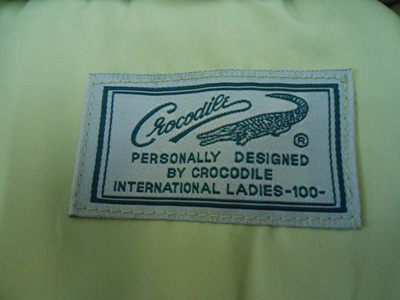 Crocodile
®
PERSONALLY DESIGNED
BY CROCODILE
INTERNATIONAL LADIES-100-